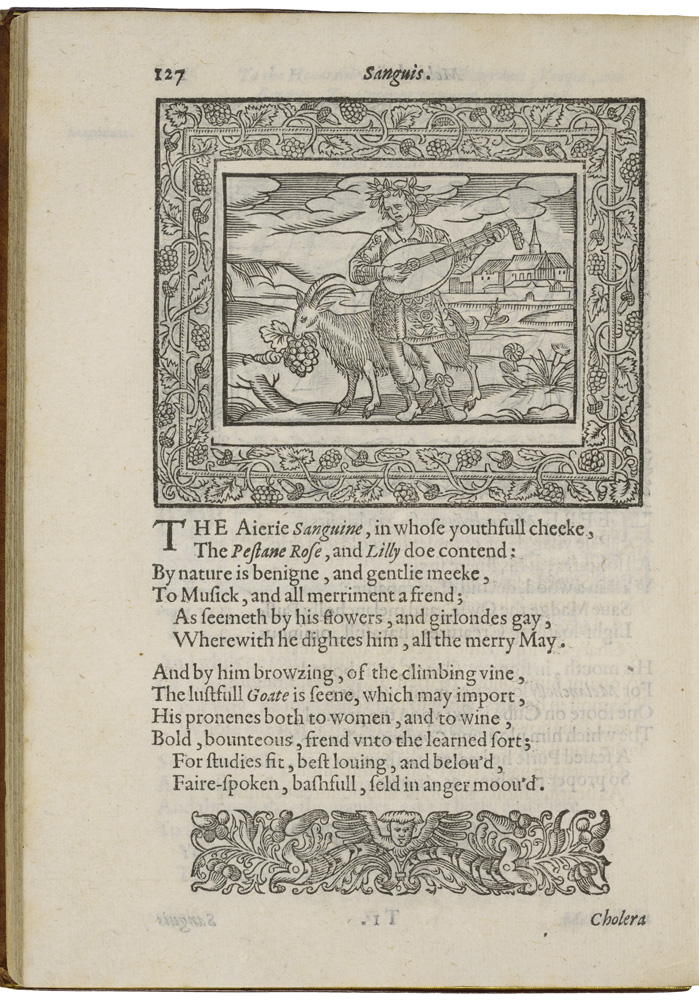 127
Sanguis.
THE Aierie Sanguine, in whoſe youthfull cheeke,
The Peſtane Roſe, and Lilly doe contend:
By nature is benigne, and gentlie meeke,
To Muſick, and all merriment a frend;
As ſeemeth by his flowers, and girlondes gay,
Wherewith he dightes him, all the merry May.
And by him browzing, of the climbing vine,
The luſtfull Goate is ſeene, which may import,
His pronenes both to women, and to wine,
Bold, bounteous, frend vnto the learned ſort;
For ſtudies fit, beſt louing, and belou'd,
Faire-ſpoken, baſhfull, ſeld in anger moou'd.
Cholera